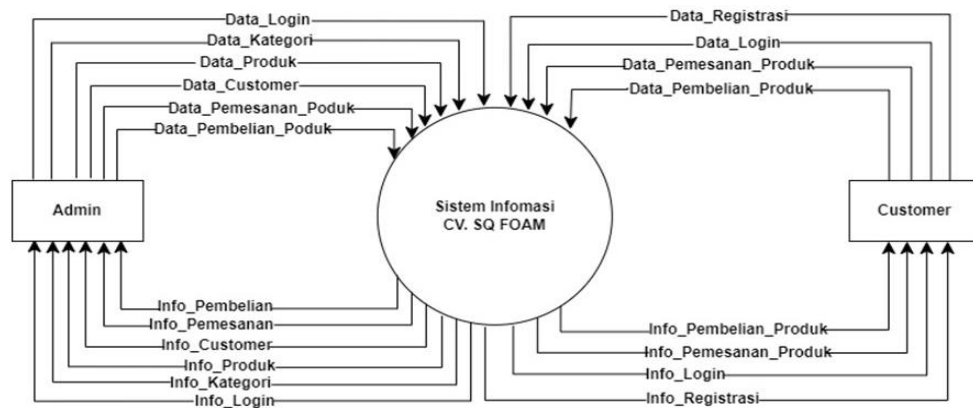 Data_Login
Data_Kategori
Data_Produk
Data_Customer
Data_Pemesanan_Poduk
Data_Pembelian_Poduk
Data_Registrasi
Data_Login
Data_Pemesanan_Produk
Data_Pembelian_Produk
Admin
Sistem Infomasi
CV. SQ FOAM
Customer
Info_Pembelian
Info_Pemesanan
Info_Customer
Info_Produk
Info_Kategori
Info_Login
Info_Pembelian_Produk
Info_Pemesanan_Produk
Info_Login
Info_Registrasi